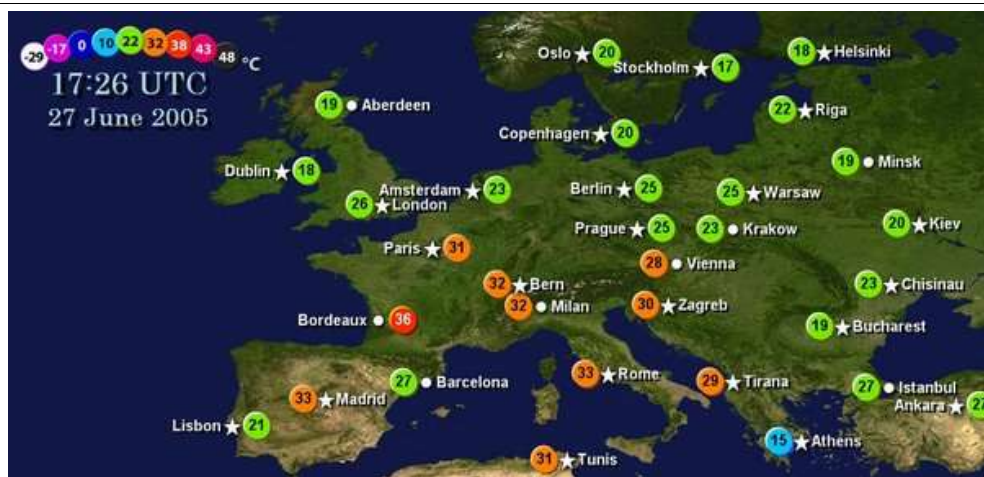 -29 -17 0 10 22 32 38 43 48 °C
17:26 UTC
27 June 2005
Oslo 20
18 Helsinki
Stockholm 17
19 Aberdeen
22 Riga
Copenhagen 20
19 Minsk
Dublin 18
Amsterdam 23
Berlin 25
25 Warsaw
26 London
20 Kiev
Prague 25
23 Krakow
Paris 31
28 Vienna
32 Bern
23 Chisinau
32 Milan
30 Zagreb
Bordeaux 36
19 Bucharest
33 Rome
29 Tirana
27 Barcelona
27 Istanbul
33 Madrid
Ankara 27
Lisbon 21
15 Athens
31 Tunis